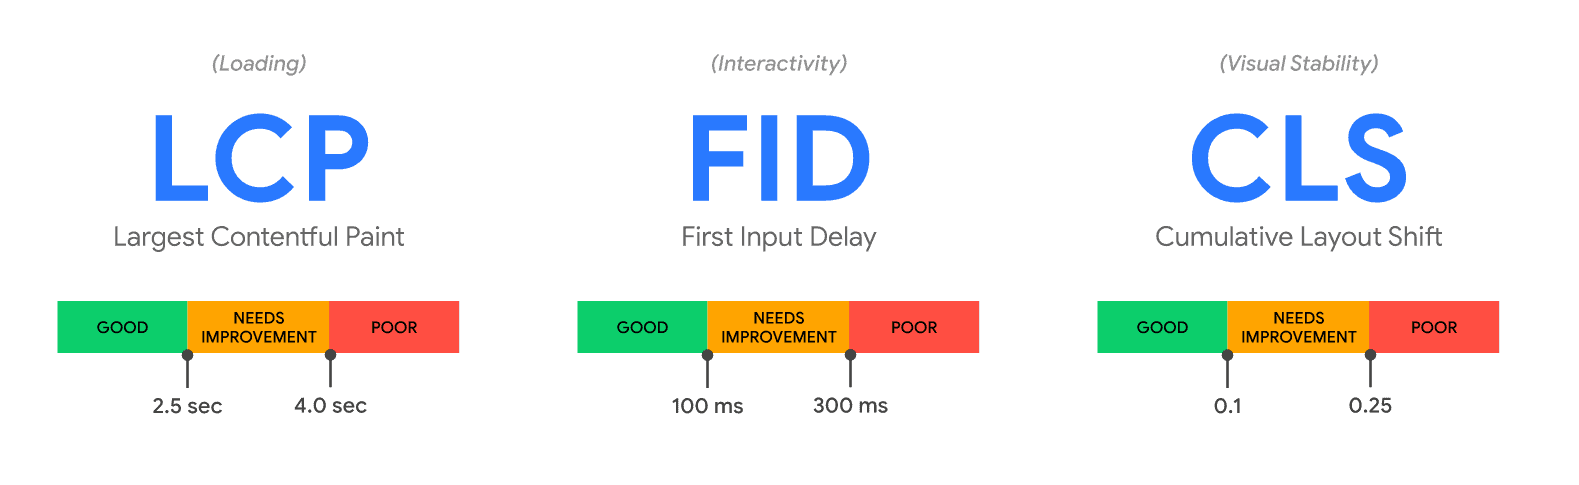 (Loading)
LCP
Largest Contentful Paint
GOOD
NEEDS
IMPROVEMENT
POOR
2.5 sec
4.0 sec
(Interactivity)
FID
First Input Delay
GOOD
NEEDS
IMPROVEMENT
POOR
100 ms
300 ms
(Visual Stability)
CLS
Cumulative Layout Shift
GOOD
NEEDS
IMPROVEMENT
POOR
0.1
0.25